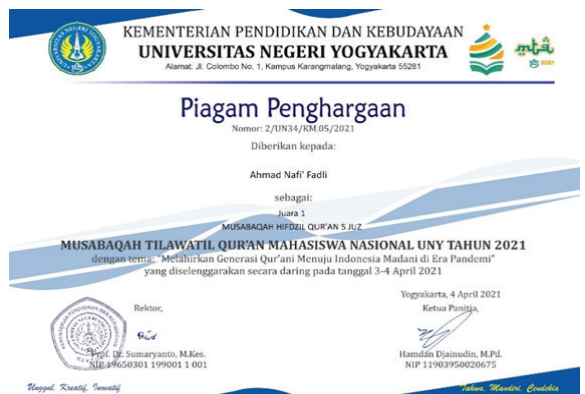 KEMENTERIAN PENDIDIKAN DAN KEBUDAYAAN
UNIVERSITAS NEGERI YOGYAKARTA
Alamat: Jl. Colombo No. 1, Kampus Karangmalang, Yogyakarta 55281
mtâ
2021
Piagam Penghargaan
Nomor: 2/UN34/KM.05/2021
Diberikan kepada:
Ahmad Nafi' Fadli
sebagai:
Juara 1
MUSABAQAH HIFDZIL QUR'AN 5 JUZ
MUSABAQAH TILAWATIL QUR'AN MAHASISWA NASIONAL UNY TAHUN 2021
dengan tema: "Melahirkan Generasi Qur'ani Menuju Indonesia Madani di Era Pandemi"
yang diselenggarakan secara daring pada tanggal 3-4 April 2021
Yogyakarta, 4 April 2021
Rektor,
Ketua Panitia,
Prof. Dr. Sumaryanto, M.Kes.
NIP 19650301 199001 1 001
Hamdan Djainudin, M.Pd.
NIP 11903950020675
Unggul, Kreatif, Inovatif
Takwa, Mandiri, Cendekia